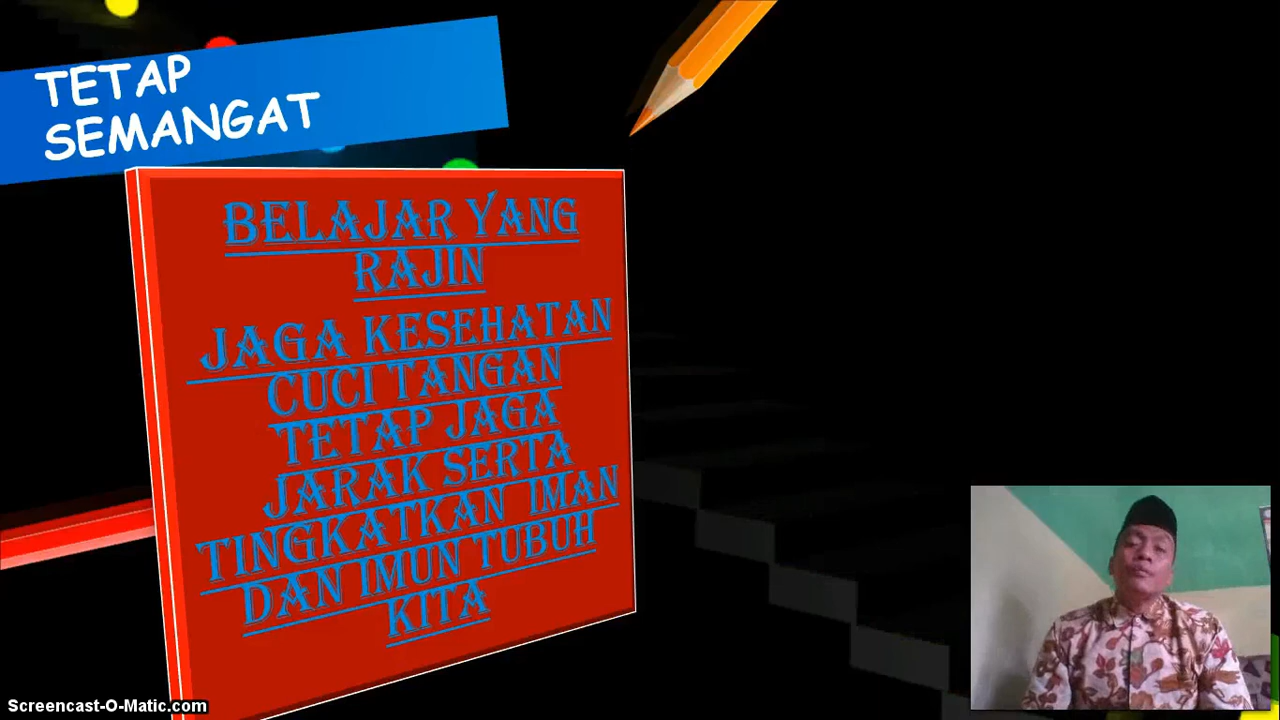 TETAP
SEMANGAT
BELAJAR YANG
RAJIN
JAGA KESEHATAN
CUCI TANGAN
TETAP JAGA
JARAK SERTA
TINGKATKAN IMAN
DAN IMUN TUBUH
KITA
Screencast-O-Matic.com